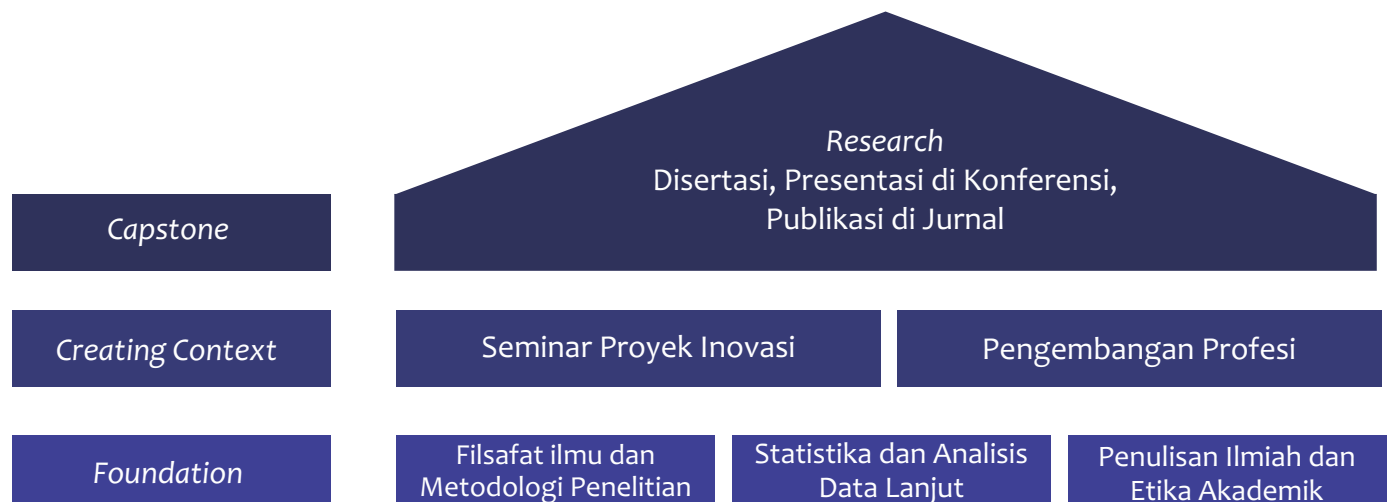 Research
Disertasi, Presentasi di Konferensi,
Publikasi di Jurnal
Capstone
Creating Context
Seminar Proyek Inovasi
Pengembangan Profesi
Foundation
Filsafat ilmu dan
Metodologi Penelitian
Statistika dan Analisis
Data Lanjut
Penulisan Ilmiah dan
Etika Akademik